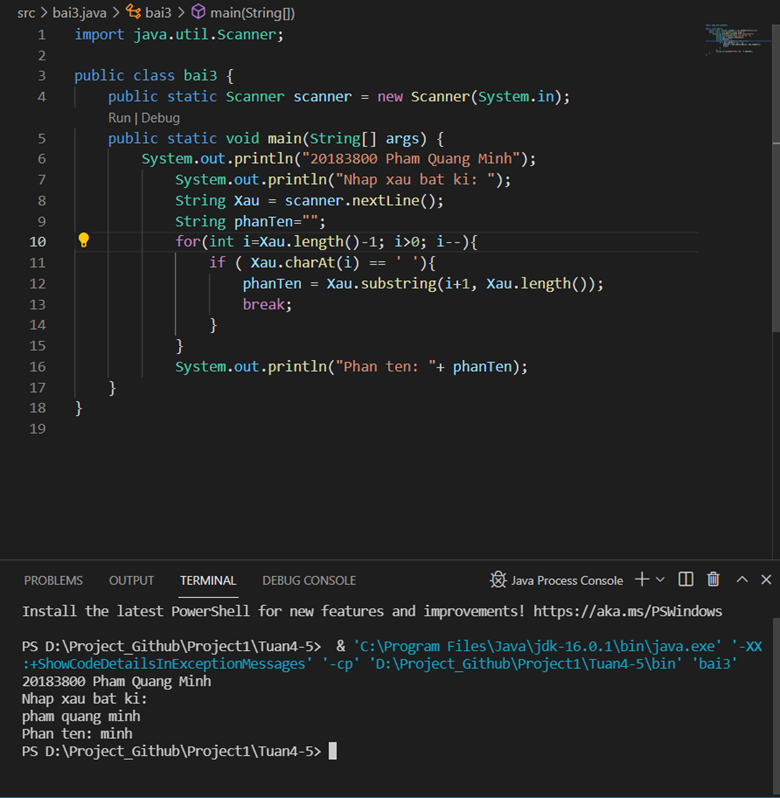 src > bai3.java > bai3 > main(String[])
1 import java.util.Scanner;
2
3 public class bai3 {
4 public static Scanner scanner = new Scanner(System.in);
Run | Debug
5 public static void main(String[] args) {
6 System.out.println("20183800 Pham Quang Minh");
7 System.out.println("Nhap xau bat ki: ");
8 String Xau = scanner.nextLine();
9 String phanTen="";
10 for(int i=Xau.length()-1; i>0; i--){
11 if ( Xau.charAt(i) == ' '){
12 phanTen = Xau.substring(i+1, Xau.length());
13 break;
14 }
15 }
16 System.out.println("Phan ten: "+ phanTen);
17 }
18 }
19
PROBLEMS OUTPUT TERMINAL DEBUG CONSOLE Java Process Console
Install the latest PowerShell for new features and improvements! https://aka.ms/PSWindows
PS D:\Project_Github\Project1\Tuan4-5> & 'C:\Program Files\Java\jdk-16.0.1\bin\java.exe' '-XX
:+ShowCodeDetailsInExceptionMessages' '-cp' 'D:\Project_Github\Project1\Tuan4-5\bin' 'bai3'
20183800 Pham Quang Minh
Nhap xau bat ki:
pham quang minh
Phan ten: minh
PS D:\Project_Github\Project1\Tuan4-5>